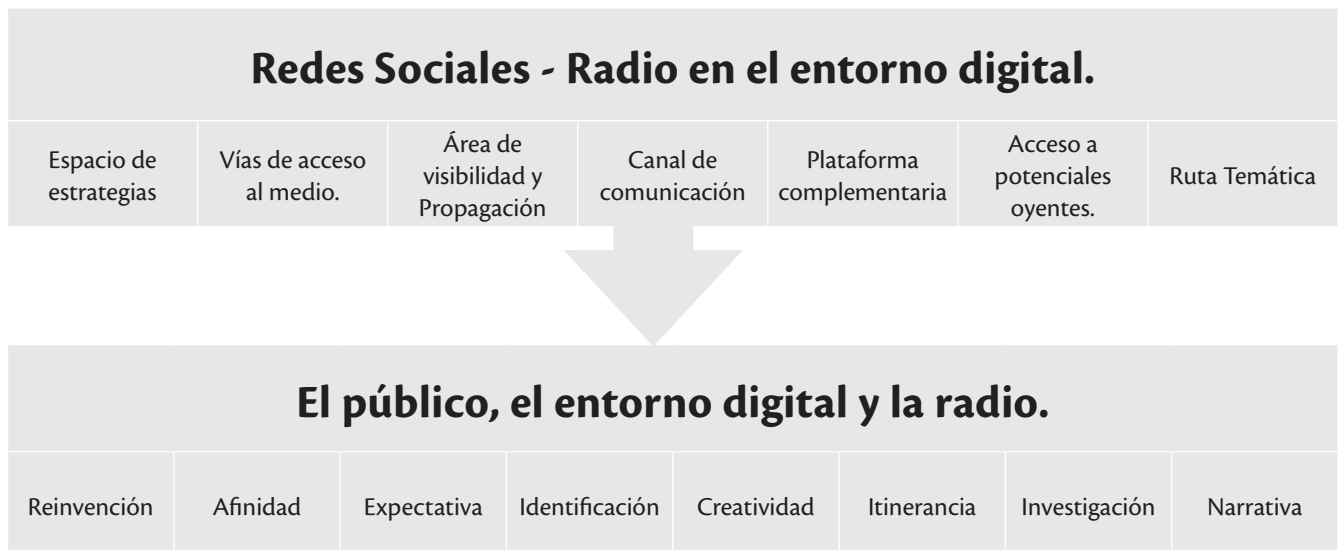 Redes Sociales - Radio en el entorno digital.
Espacio de
estrategias
Vías de acceso
al medio.
Área de
visibilidad y
Propagación
Canal de
comunicación
Plataforma
complementaria
Acceso a
potenciales
oyentes.
Ruta Temática
El público, el entorno digital y la radio.
Reinvención
Afinidad
Expectativa
Identificación
Creatividad
Itinerancia
Investigación
Narrativa